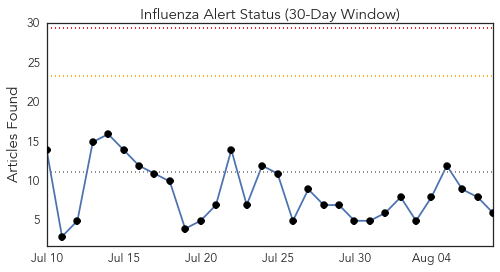 Influenza Alert Status (30-Day Window)
Articles Found
30
25
20
15
10
5
Jul 10 Jul 15 Jul 20 Jul 25 Jul 30 Aug 04